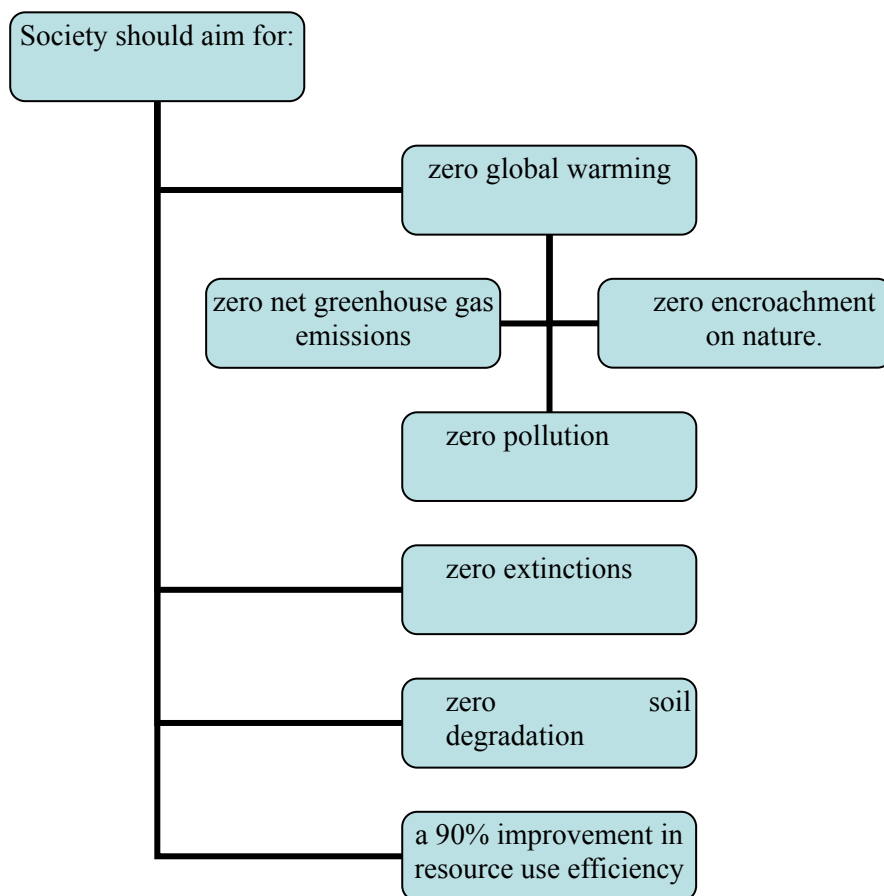 Society should aim for:
zero global warming
zero net greenhouse gas
emissions
zero encroachment
on nature.
zero pollution
zero extinctions
zero soil
degradation
a 90% improvement in
resource use efficiency